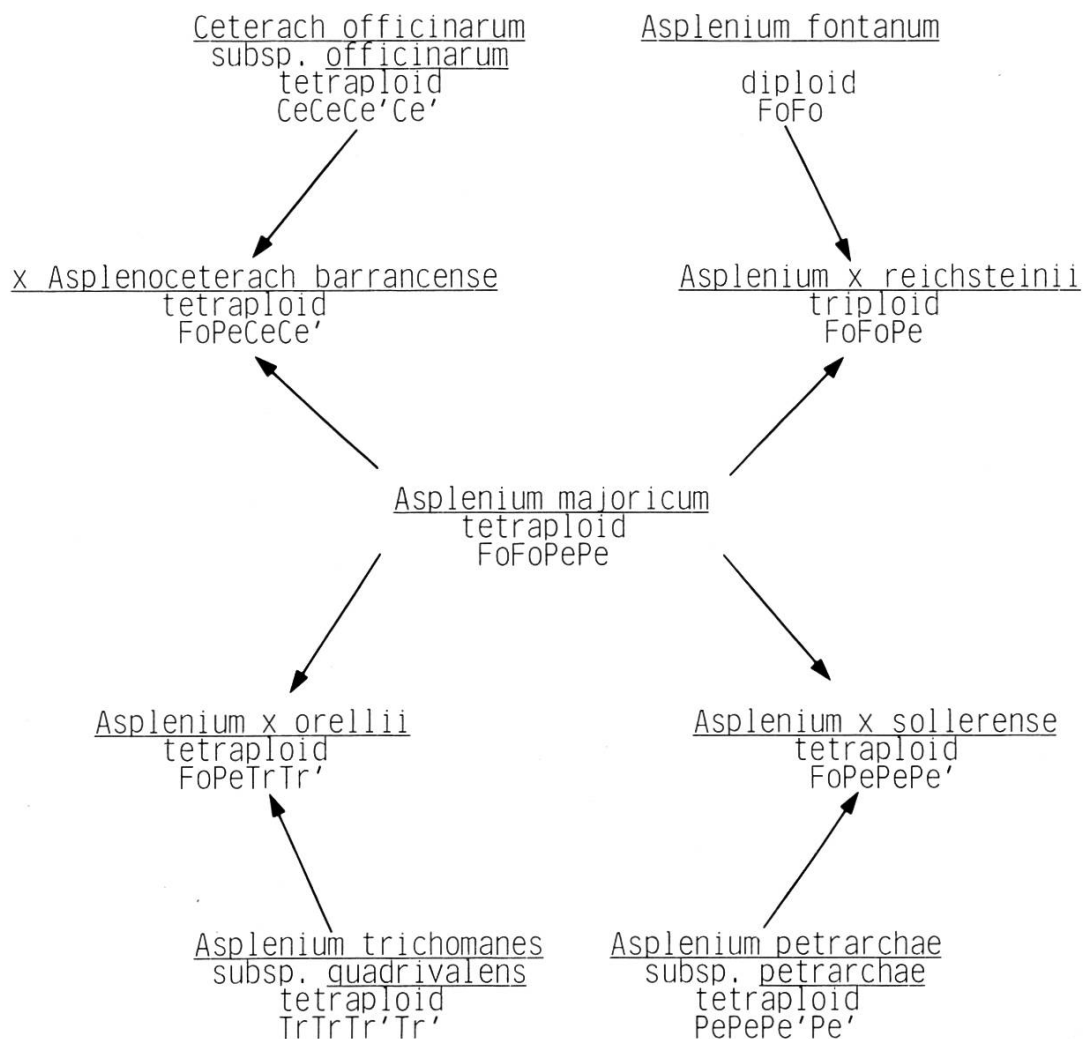 Ceterach officinarum
subsp. officinarum
tetraploid
CeCeCe'Ce'
Asplenium fontanum
diploid
FoFo
x Asplenoceterach barrancense
tetraploid
FoPeCeCe'
Asplenium x reichsteinii
triploid
FoFoPe
Asplenium majoricum
tetraploid
FoFoPePe
Asplenium x orellii
tetraploid
FoPeTrTr'
Asplenium x sollerense
tetraploid
FoPePePe'
Asplenium trichomanes
subsp. quadrivalens
tetraploid
TrTrTr'Tr'
Asplenium petrarchae
subsp. petrarchae
tetraploid
PePePe'Pe'